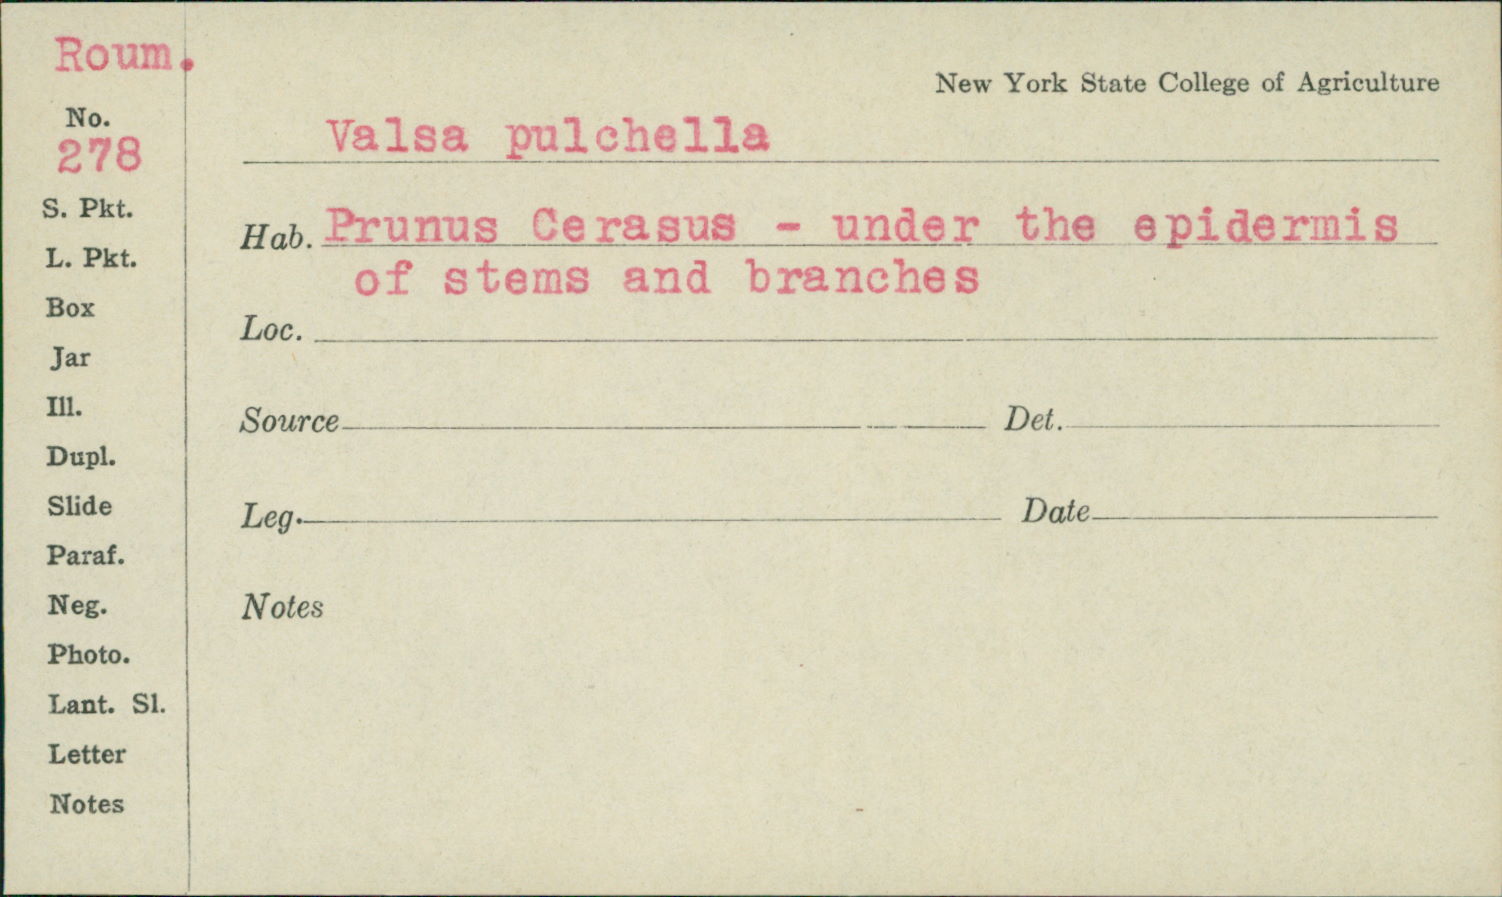 Roum.
New York State College of Agriculture
No.
278
Valsa pulchella
S. Pkt.
Hab. Prunus Cerasus - under the epidermis
of stems and branches
L. Pkt.
Box
Loc.
Jar
Ill.
Source Det.
Dupl.
Slide
Leg. Date
Paraf.
Neg.
Notes
Photo.
Lant. Sl.
Letter
Notes